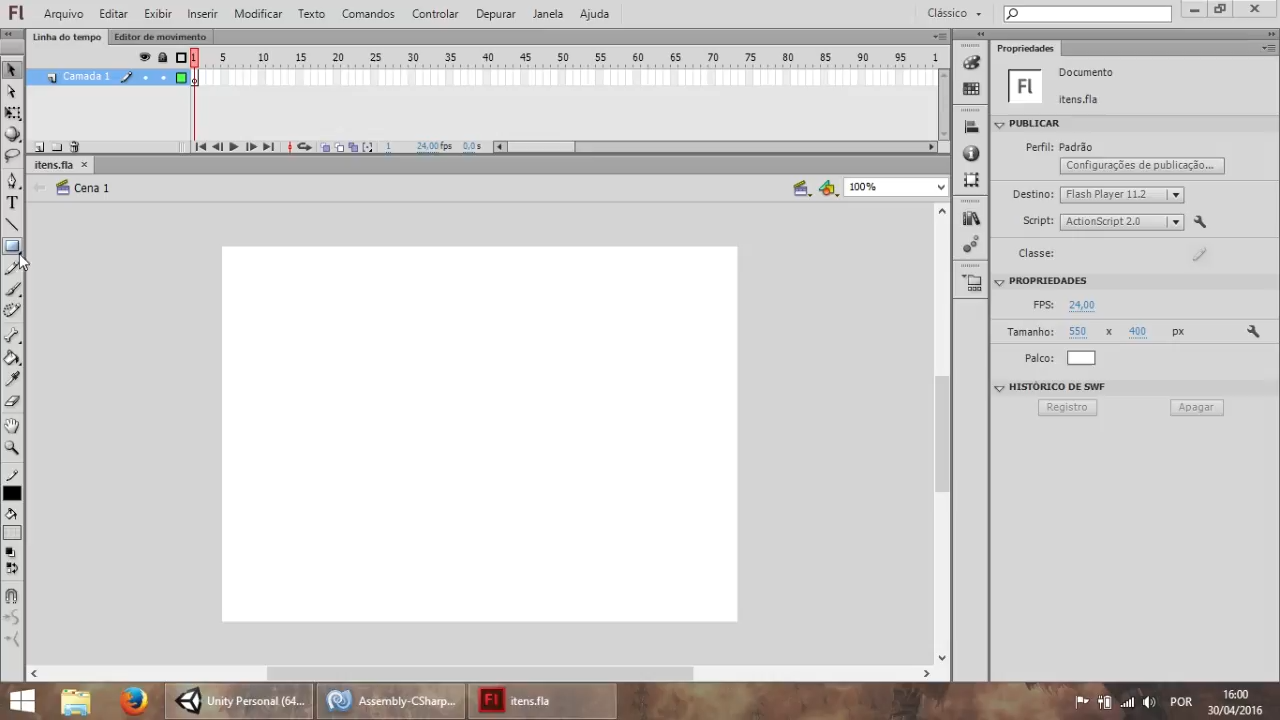 Fl Arquivo Editar Exibir Inserir Modificar Texto Comandos Controlar Depurar Janela Ajuda Clássico
Linha do tempo Editor de movimento
1 5 10 15 20 25 30 35 40 45 50 55 60 65 70 75 80 85 90 95 1
Camada 1
1 24,00 fps 0,0 s
itens.fla
Cena 1 100%
T
Propriedades
Fl Documento
itens.fla
PUBLICAR
Perfil: Padrão
Configurações de publicação...
Destino: Flash Player 11.2
Script: ActionScript 2.0
Classe:
PROPRIEDADES
FPS: 24,00
Tamanho: 550 x 400 px
Palco:
HISTÓRICO DE SWF
Registro Apagar
Unity Personal (64... Assembly-CSharp... Fl itens.fla POR 16:00
30/04/2016